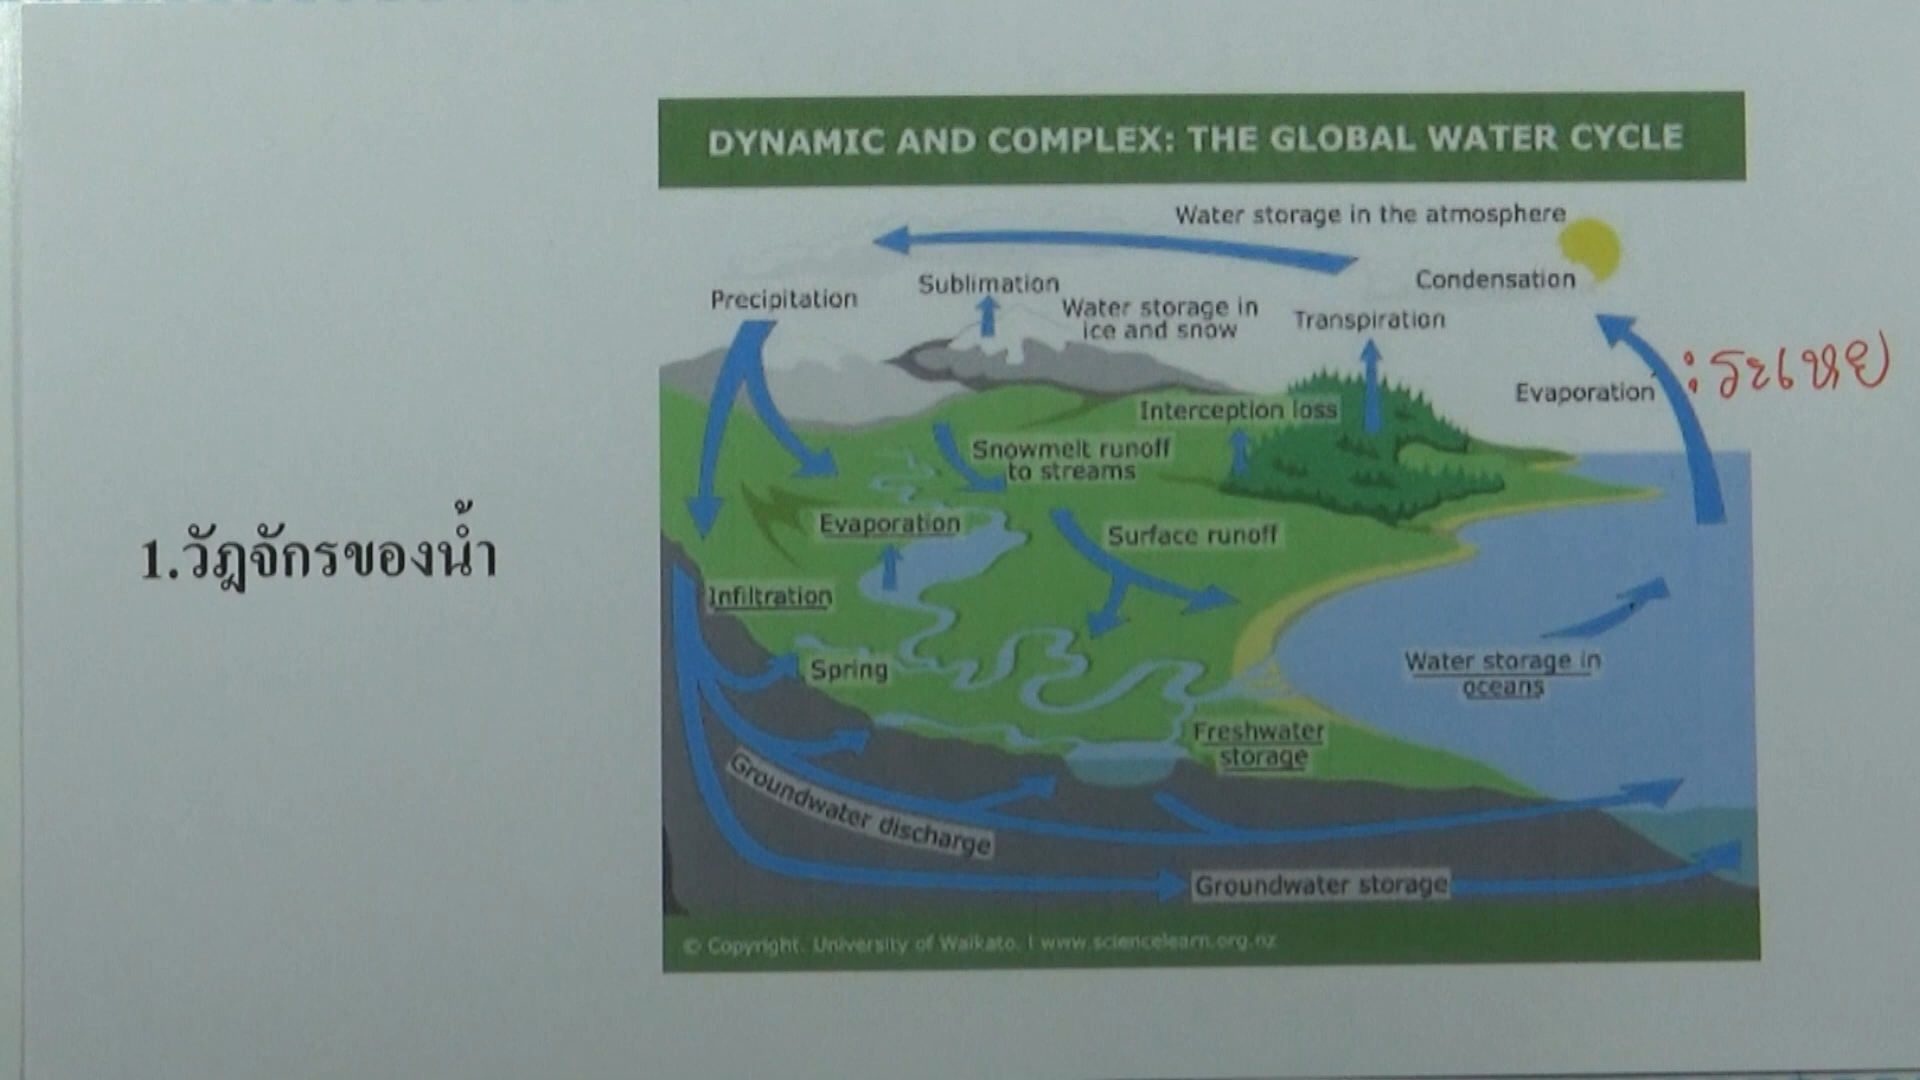 DYNAMIC AND COMPLEX: THE GLOBAL WATER CYCLE
Water storage in the atmosphere
Condensation
Sublimation
Precipitation
Water storage in
ice and snow
Transpiration
Evaporation
:ระเหย
Interception loss
Snowmelt runoff
to streams
Evaporation
Surface runoff
1.วัฎจักรของน้ำ
Infiltration
Spring
Water storage in
oceans
Freshwater
storage
Groundwater discharge
Groundwater storage
© Copyright. University of Waikato. | www.sciencelearn.org.nz